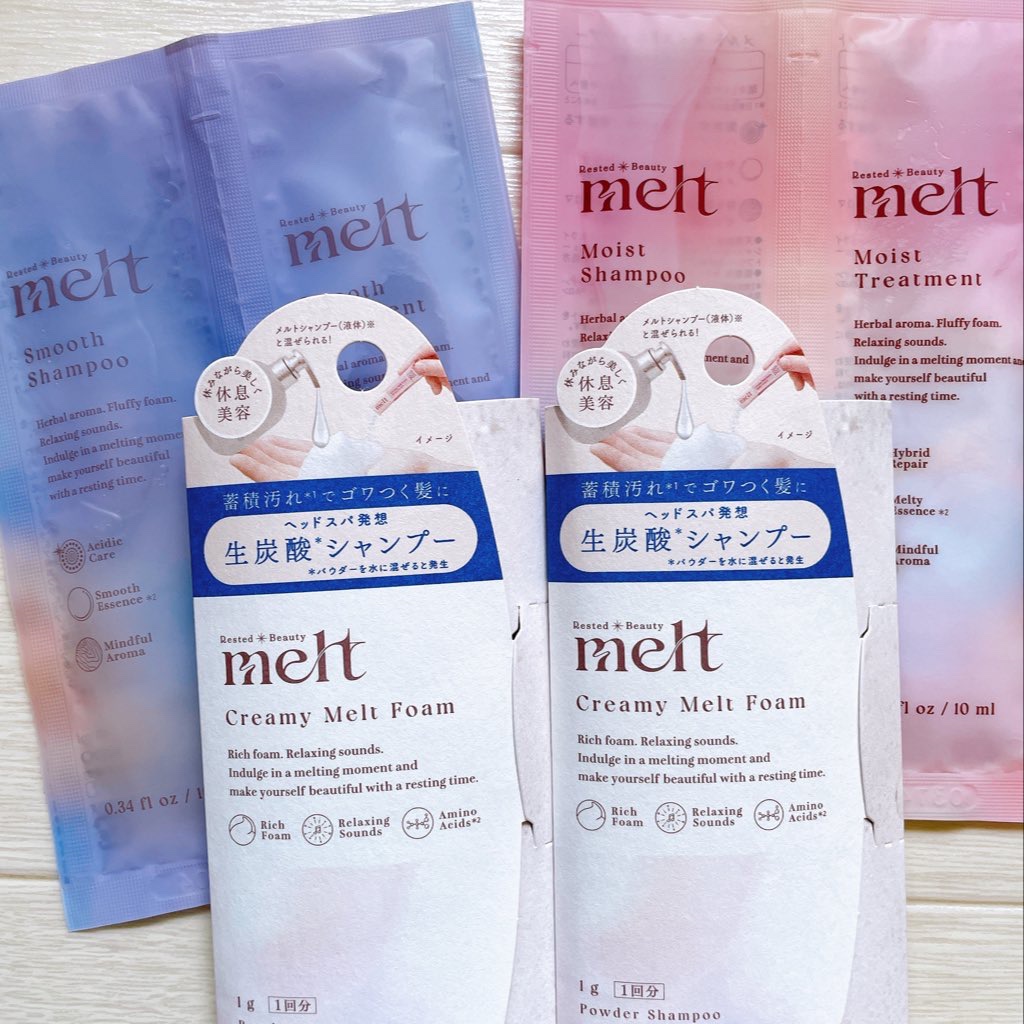 Rested Beauty
melt
Smooth
Shampoo
Herbal aroma. Fluffy foam.
Relaxing sounds.
Indulge in a melting
make yourself beautiful
with a resting time.
Acidic
Care
Smooth
Essence *2
Mindful
Aroma
0.34 fl oz /
Rested Beauty
melt
Rested Beauty
melt
Moist
Shampoo
Herbal
Rested Beauty
melt
Moist
Treatment
Herbal aroma. Fluffy foam.
Relaxing sounds.
Indulge in a melting moment and
make yourself beautiful
with a resting time.
Melty
Mindful
Aroma
fl oz / 10 ml
メルトシャンプー(液体)※
と混ぜられる!
休みながら美しく
休息
美容
イメージ
蓄積汚れ*1でゴワつく髪に
ヘッドスパ発想
生炭酸*シャンプー
*パウダーを水に混ぜると発生
Rested Beauty
melt
Creamy Melt Foam
Rich foam. Relaxing sounds.
Indulge in a melting moment and
make yourself beautiful with a resting time.
Rich
Foam
Relaxing
Sounds
Amino
Acids*2
1g 1回分
メルトシャンプー(液体)※
と混ぜられる!
休みながら美しく
休息
美容
イメージ
蓄積汚れ*1でゴワつく髪に
ヘッドスパ発想
生炭酸*シャンプー
*パウダーを水に混ぜると発生
Rested Beauty
melt
Creamy Melt Foam
Rich foam. Relaxing sounds.
Indulge in a melting moment and
make yourself beautiful with a resting time.
Rich
Foam
Relaxing
Sounds
Amino
Acids*2
1g 1回分
Powder Shampoo